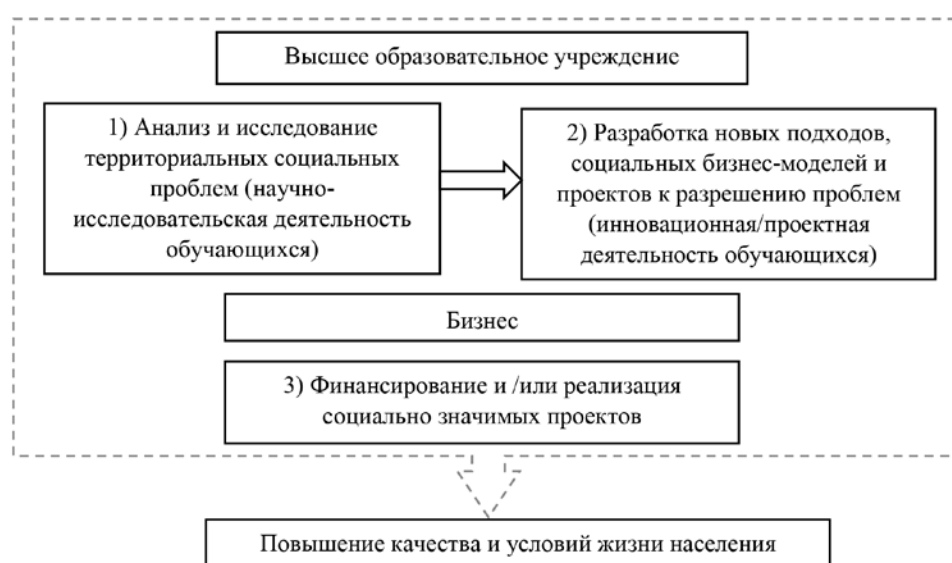 Высшее образовательное учреждение
1) Анализ и исследование
территориальных социальных
проблем (научно-
исследовательская деятельность
обучающихся)
2) Разработка новых подходов,
социальных бизнес-моделей и
проектов к разрешению проблем
(инновационная/проектная
деятельность обучающихся)
Бизнес
3) Финансирование и /или реализация
социально значимых проектов
Повышение качества и условий жизни населения